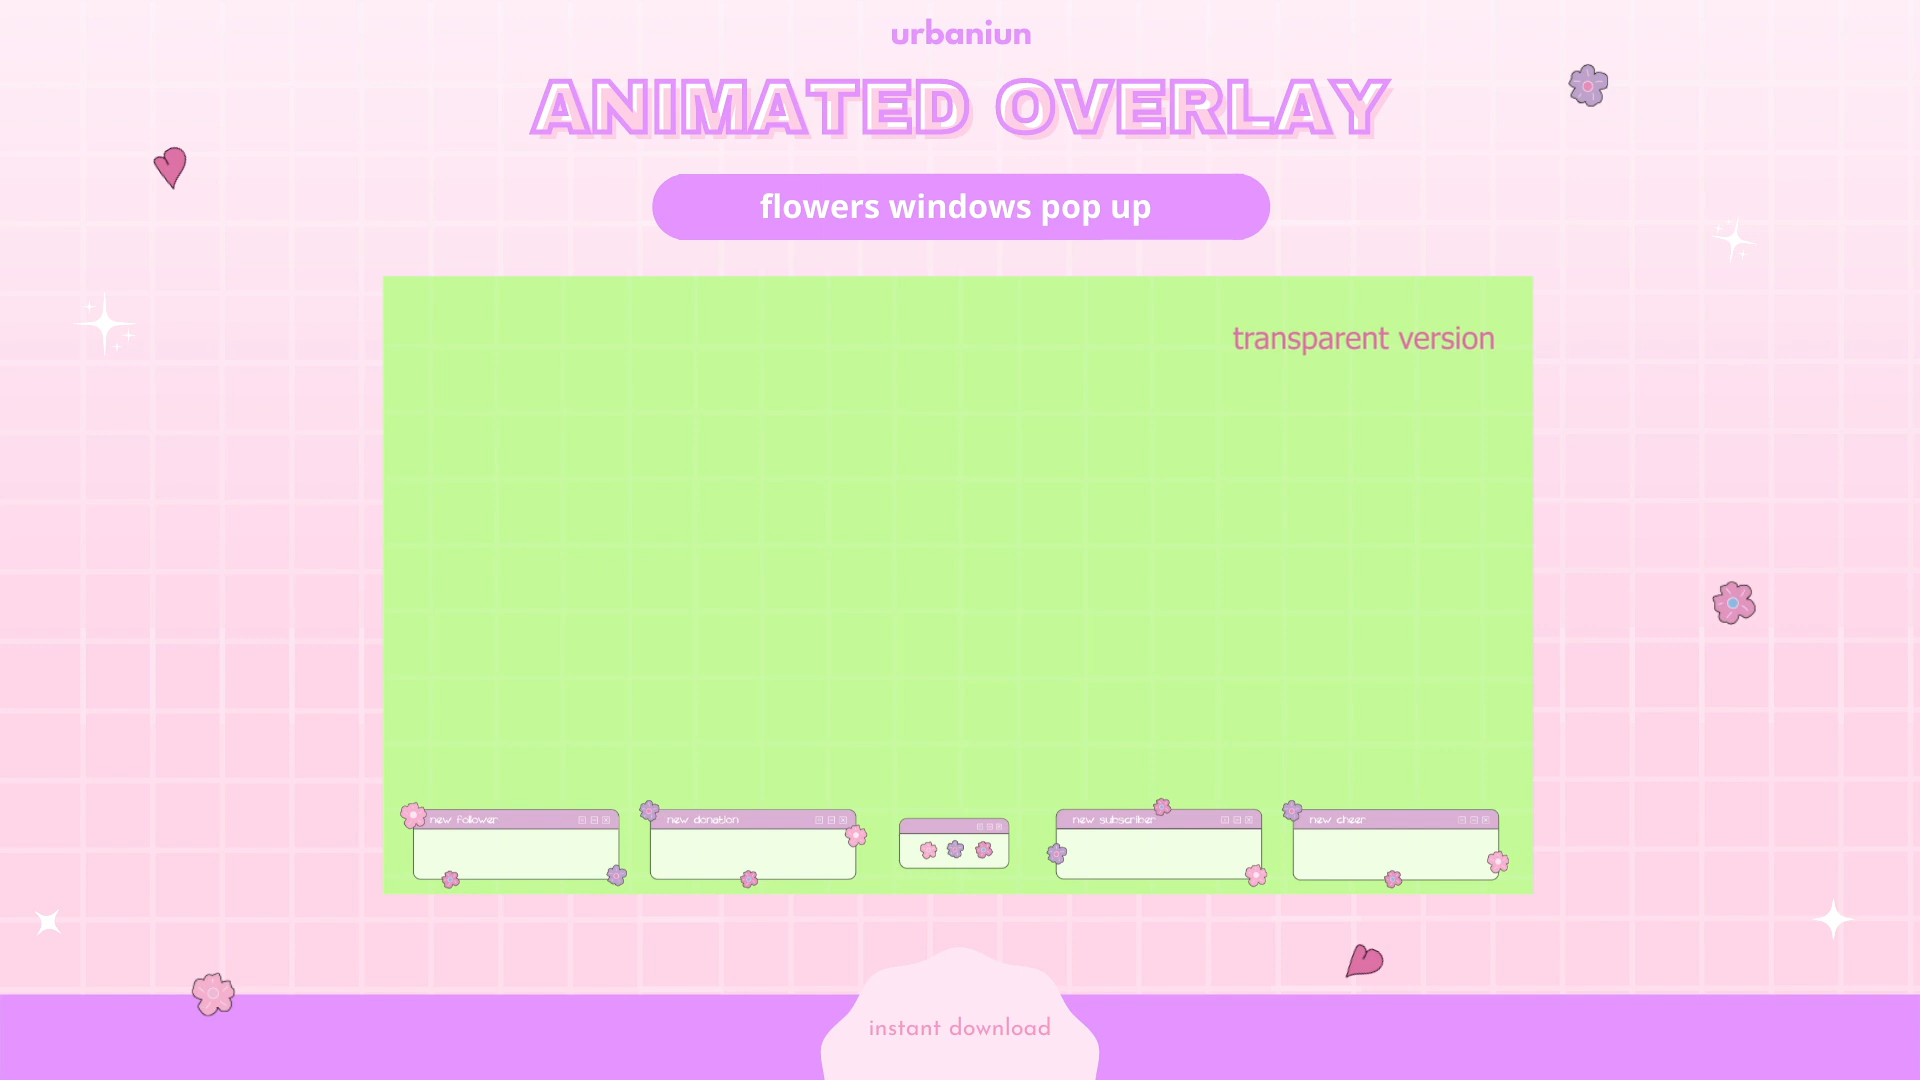 urbaniun
ANIMATED OVERLAY
flowers windows pop up
transparent version
new follower
new donation
new subscriber
new cheer
instant download